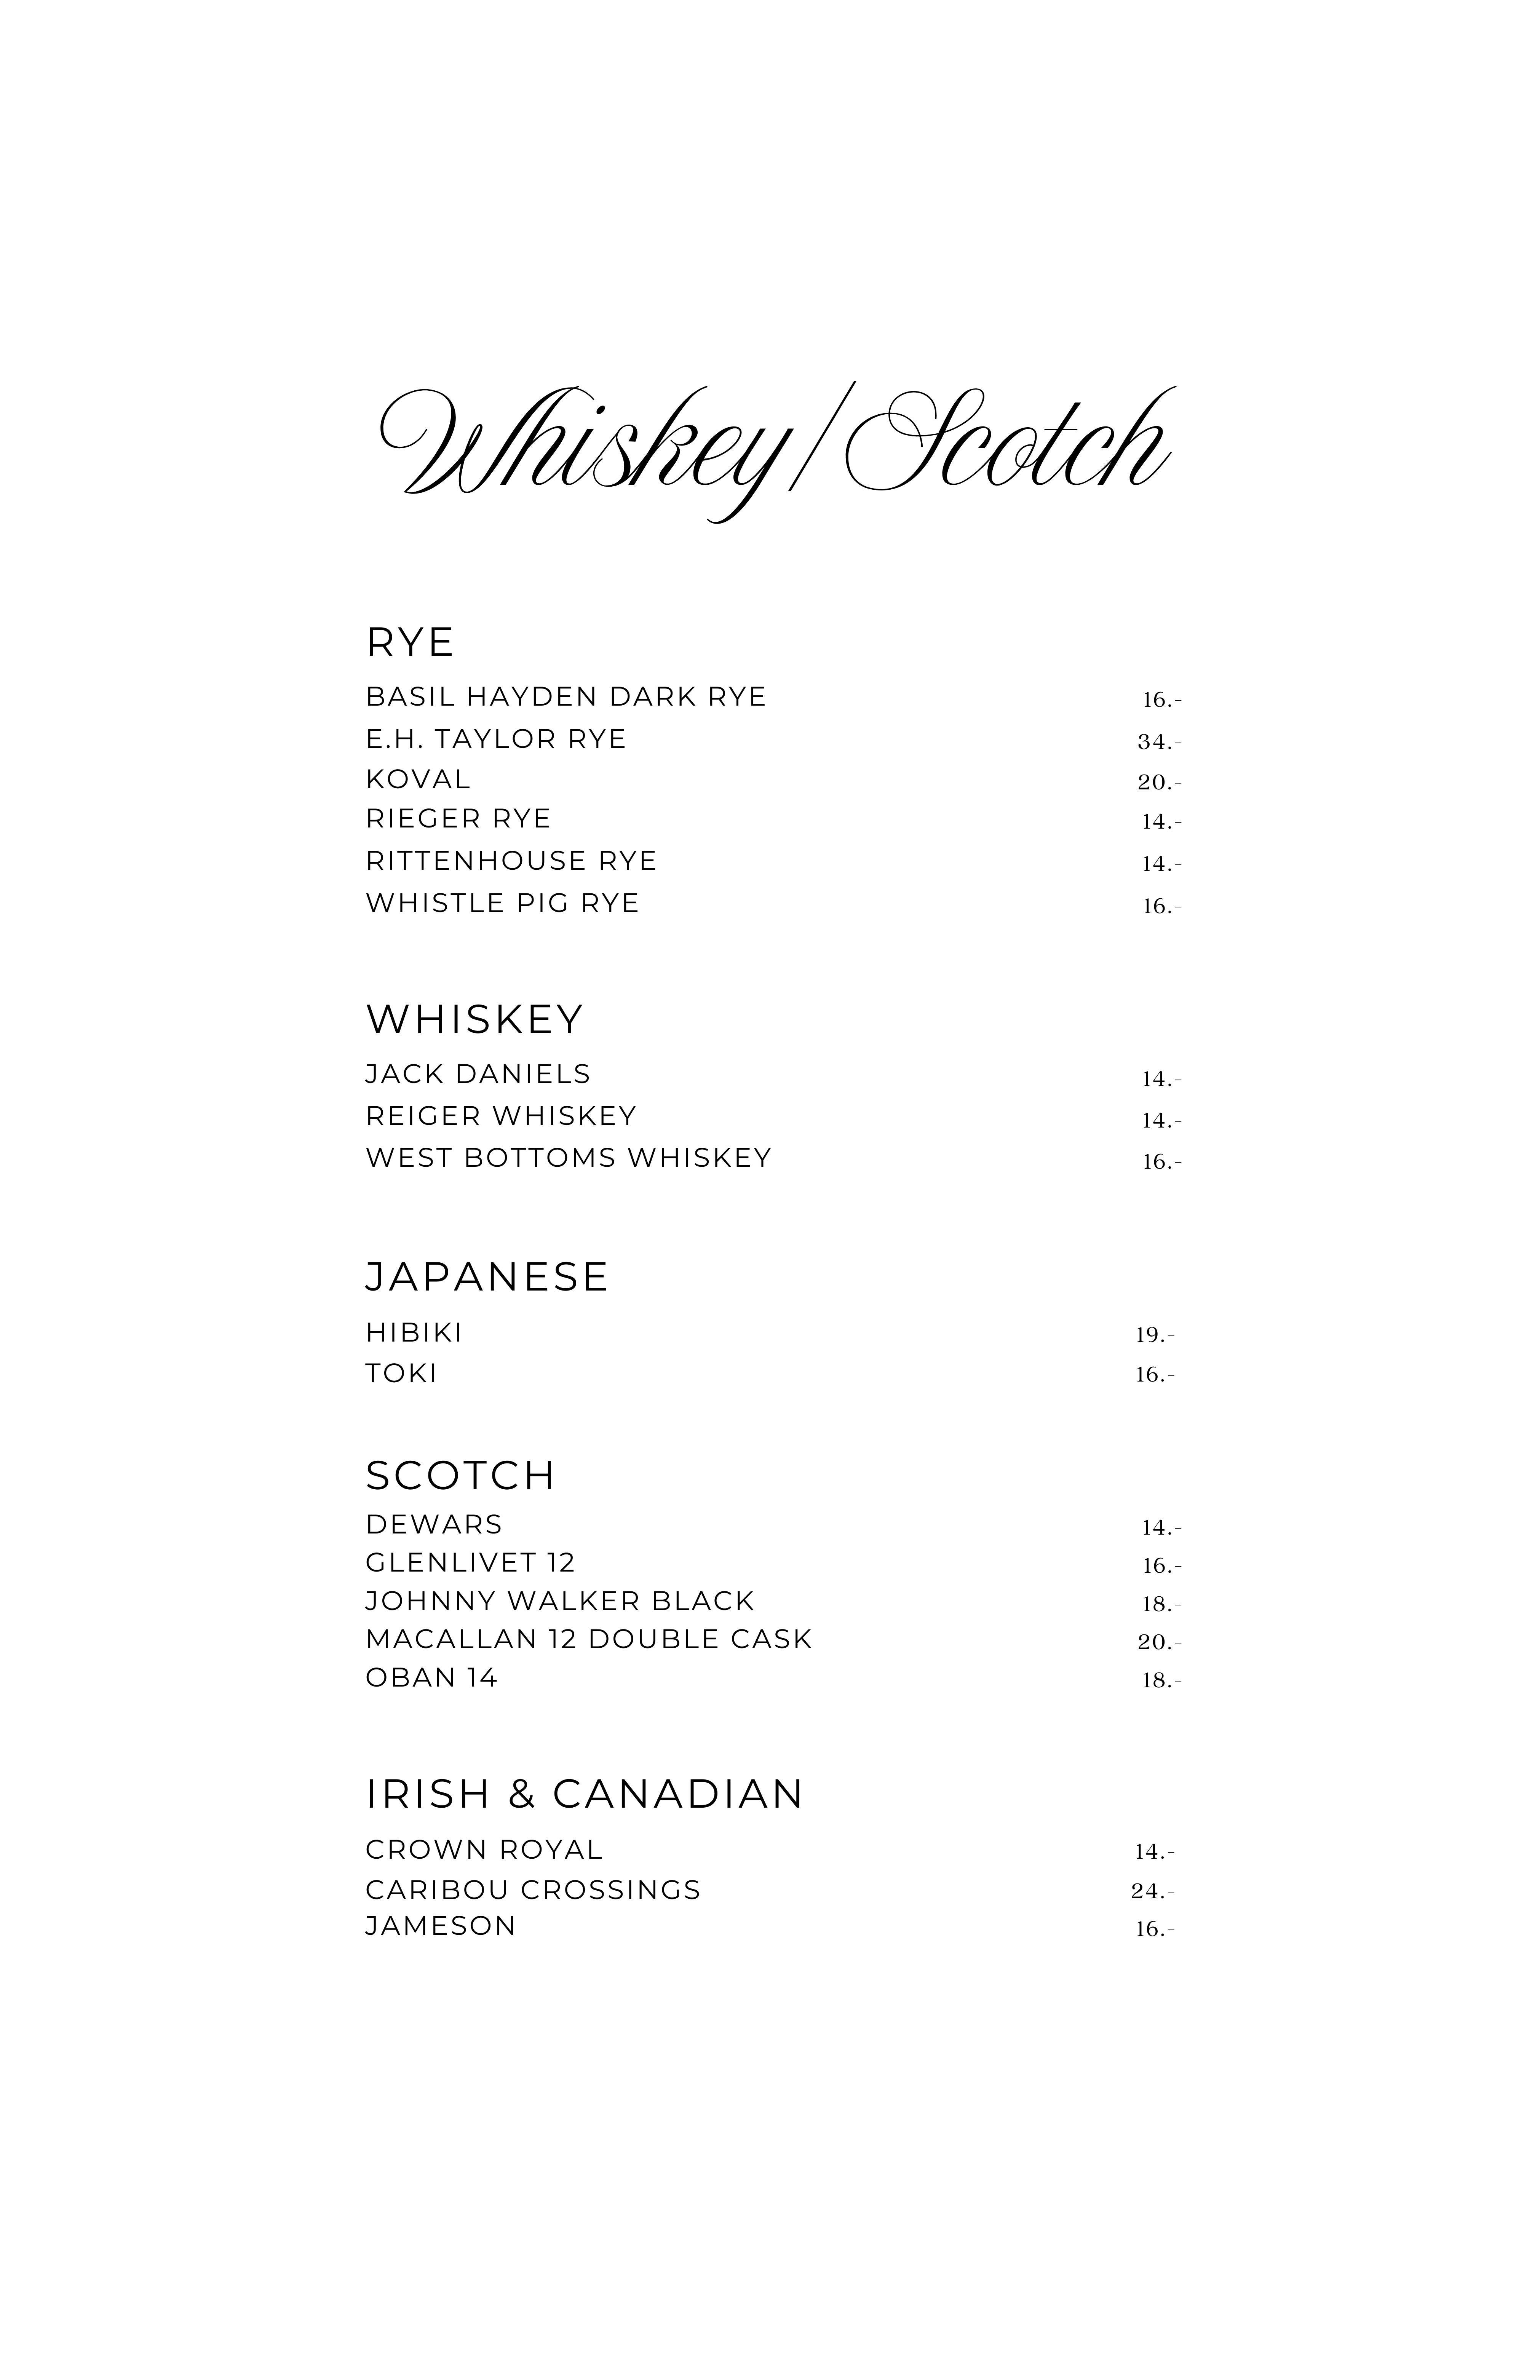 Whiskey/Scotch
RYE
BASIL HAYDEN DARK RYE 16.-
E.H. TAYLOR RYE 34.-
KOVAL 20.-
RIEGER RYE 14.-
RITTENHOUSE RYE 14.-
WHISTLE PIG RYE 16.-
WHISKEY
JACK DANIELS 14.-
REIGER WHISKEY 14.-
WEST BOTTOMS WHISKEY 16.-
JAPANESE
HIBIKI 19.-
TOKI 16.-
SCOTCH
DEWARS 14.-
GLENLIVET 12 16.-
JOHNNY WALKER BLACK 18.-
MACALLAN 12 DOUBLE CASK 20.-
OBAN 14 18.-
IRISH & CANADIAN
CROWN ROYAL 14.-
CARIBOU CROSSINGS 24.-
JAMESON 16.-